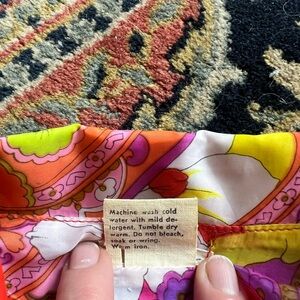 Machine wash cold
water with mild de-
tergent. Tumble dry
warm. Do not bleach,
soak or wring.
Warm iron.